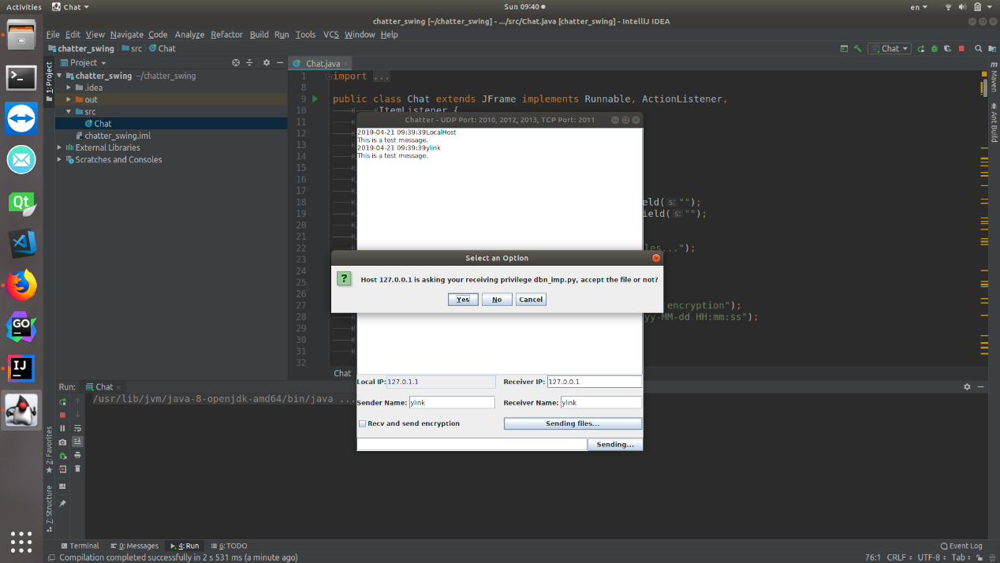 Activities Chat Sun 09:40 en
chatter_swing [~/chatter_swing] - .../src/Chat.java [chatter_swing] - IntelliJ IDEA
File Edit View Navigate Code Analyze Refactor Build Run Tools VCS Window Help
chatter_swing src Chat Chat
1: Project
Project
Chat.java
chatter_swing ~/chatter_swing
.idea
out
src
Chat
chatter_swing.iml
External Libraries
Scratches and Consoles
1 import ...
8
9 public class Chat extends JFrame implements Runnable, ActionListener,
10 ItemListener {
11
12
13
14
15
16
17
18 eld( s: "");
19 ield( s: "");
20
21
22 les...");
23
24
25
26
27 encryption");
28 yy-MM-dd HH:mm:ss");
29
30
31
32
Chat
Maven
Ant Build
Chatter - UDP Port: 2010, 2012, 2013, TCP Port: 2011
2019-04-21 09:39:39LocalHost
This is a test message.
2019-04-21 09:39:39ylink
This is a test message.
Select an Option
? Host 127.0.0.1 is asking your receiving privilege dbn_imp.py, accept the file or not?
Yes No Cancel
Local IP: 127.0.1.1 Receiver IP: 127.0.0.1
Sender Name: ylink Receiver Name: ylink
Recv and send encryption Sending files...
Sending...
Run: Chat
/usr/lib/jvm/java-8-openjdk-amd64/bin/java ...
2: Favorites
7: Structure
Terminal 0: Messages 4: Run 6: TODO Event Log
Compilation completed successfully in 2 s 531 ms (a minute ago) 76:1 CRLF UTF-8 Tab
Qt
GO
IJ